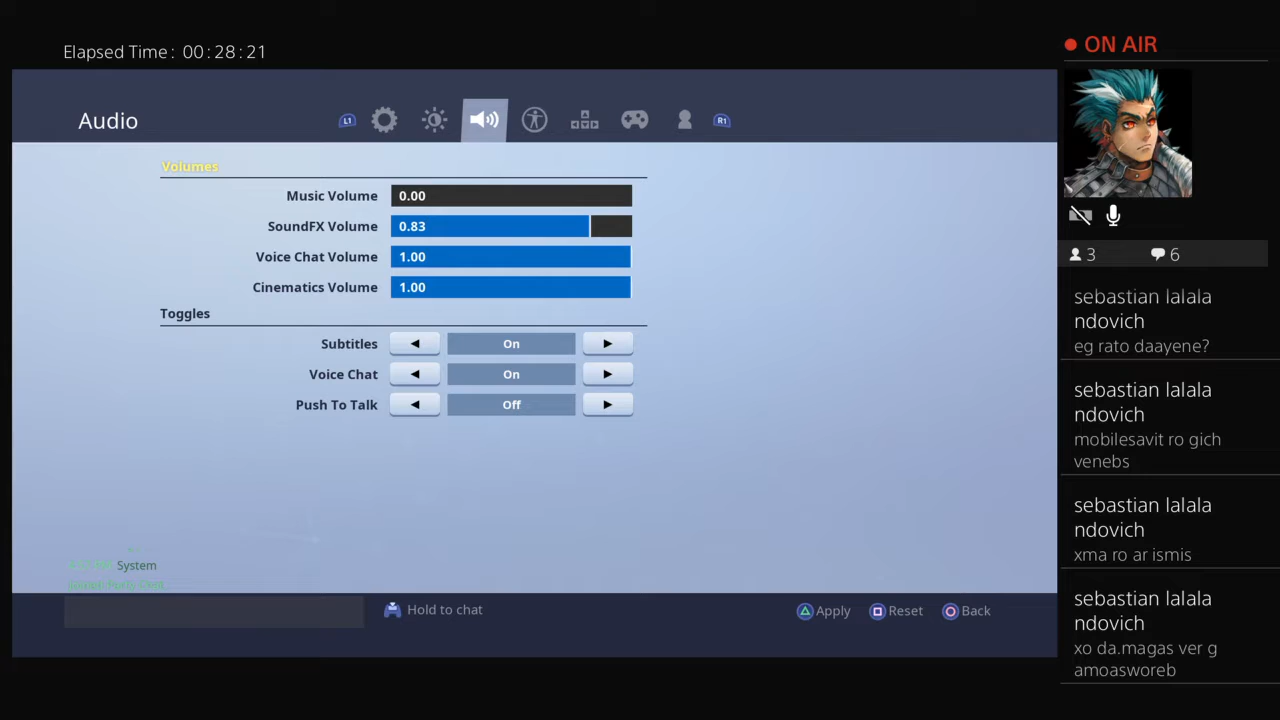 Elapsed Time: 00:28:21
ON AIR
Audio
L1
R1
Volumes
Music Volume 0.00
SoundFX Volume 0.83
Voice Chat Volume 1.00
Cinematics Volume 1.00
Toggles
Subtitles On
Voice Chat On
Push To Talk Off
System
Hold to chat
Apply Reset Back
3 6
sebastian lalala
ndovich
eg rato daayene?
sebastian lalala
ndovich
mobilesavit ro gich
venebs
sebastian lalala
ndovich
xma ro ar ismis
sebastian lalala
ndovich
xo da.magas ver g
amoasworeb